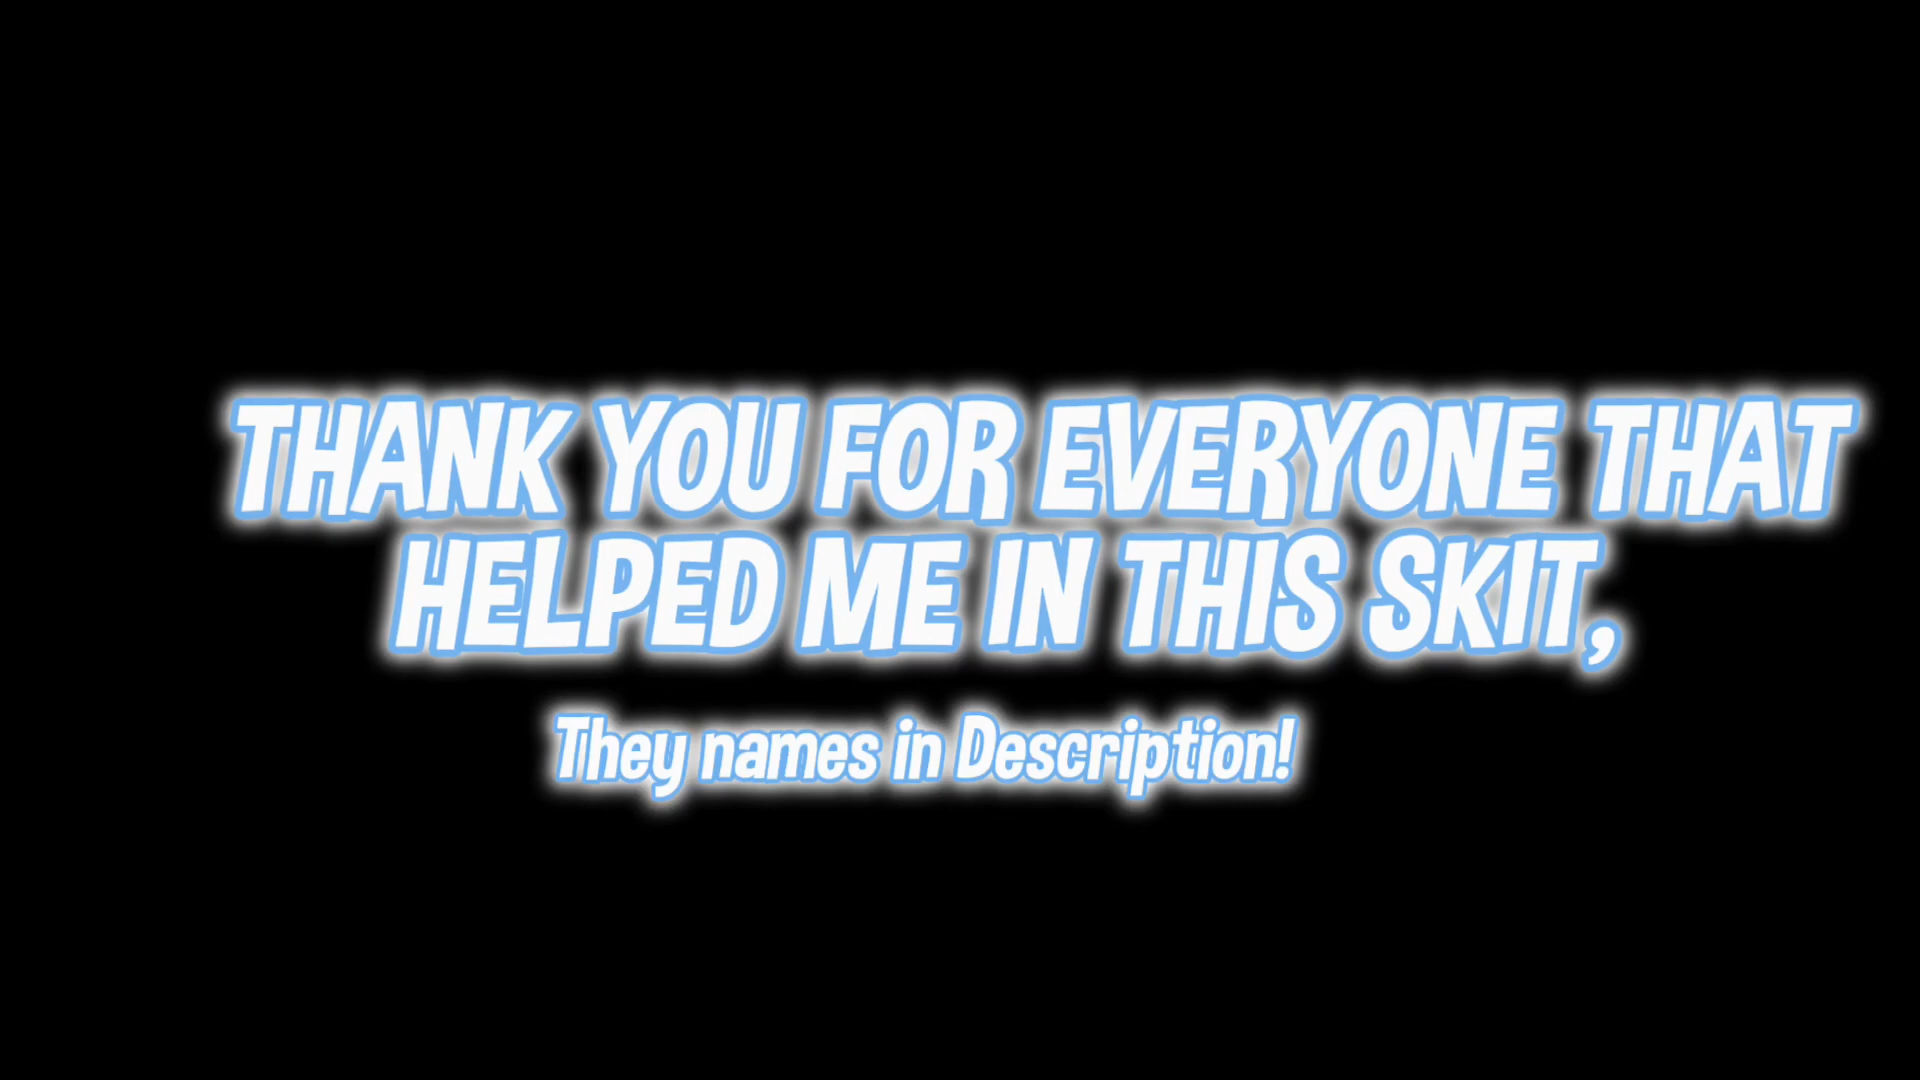 THANK YOU FOR EVERYONE THAT
HELPED ME IN THIS SKIT,
They names in Description!